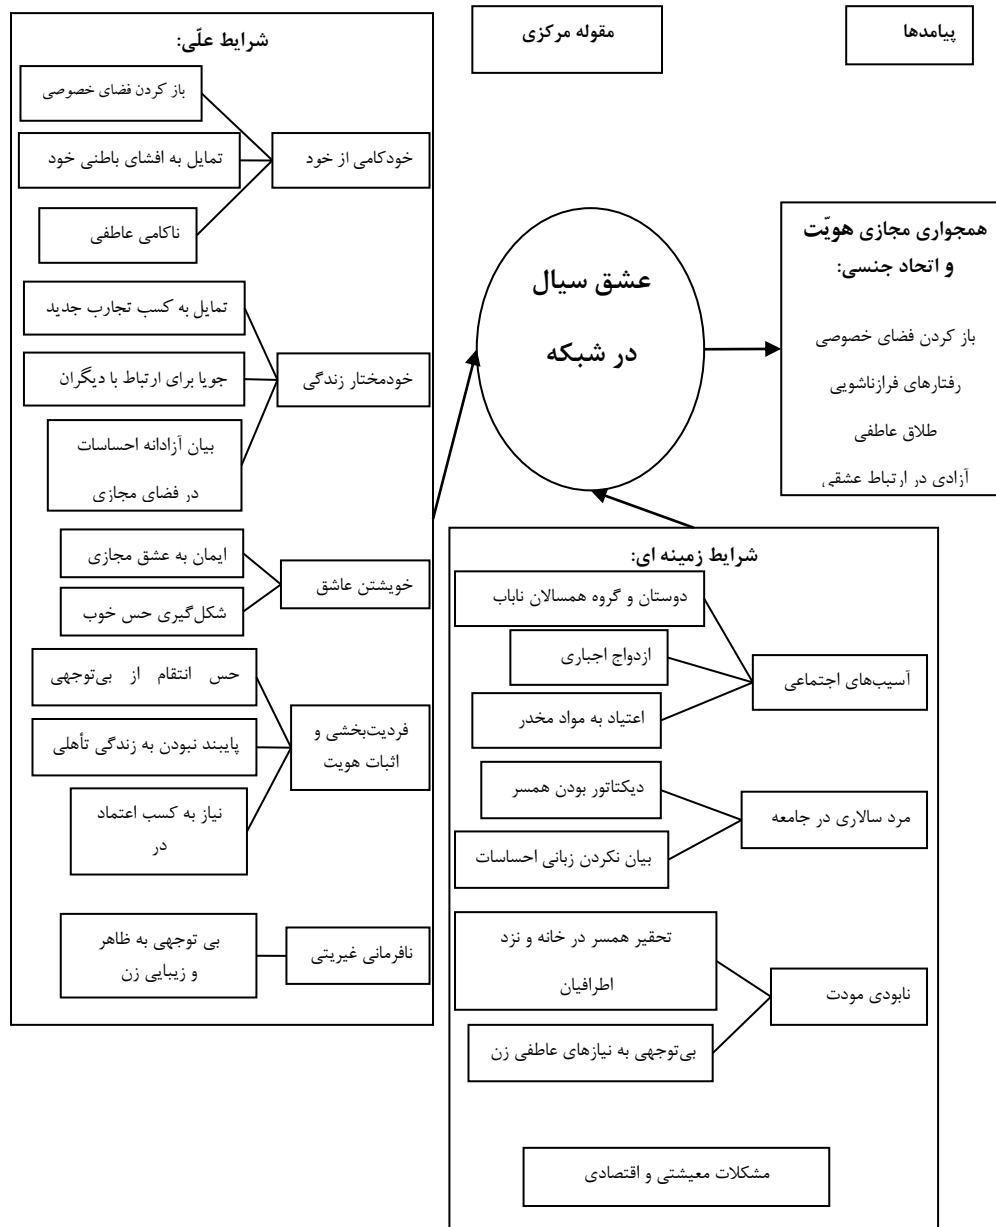 پیامدها
مقوله مرکزی
شرایط علّی:
باز کردن فضای خصوصی
تمایل به افشای باطنی خود
ناکامی عاطفی
خودکامی از خود
تمایل به کسب تجارب جدید
جویا برای ارتباط با دیگران
بیان آزادانه احساسات
در فضای مجازی
خودمختار زندگی
ایمان به عشق مجازی
شکل‌گیری حس خوب
خویشتن عاشق
حس انتقام از بی‌توجهی
پایبند نبودن به زندگی تأهلی
نیاز به کسب اعتماد
در
فردیت‌بخشی و
اثبات هویت
بی توجهی به ظاهر
و زیبایی زن
نافرمانی غیریتی
عشق سیال
در شبکه
همجواری مجازی هویّت
و اتحاد جنسی:
باز کردن فضای خصوصی
رفتارهای فرازناشویی
طلاق عاطفی
آزادی در ارتباط عشقی
شرایط زمینه ای:
دوستان و گروه همسالان ناباب
ازدواج اجباری
اعتیاد به مواد مخدر
آسیب‌های اجتماعی
دیکتاتور بودن همسر
بیان نکردن زبانی احساسات
مرد سالاری در جامعه
تحقیر همسر در خانه و نزد
اطرافیان
بی‌توجهی به نیازهای عاطفی زن
نابودی مودت
مشکلات معیشتی و اقتصادی